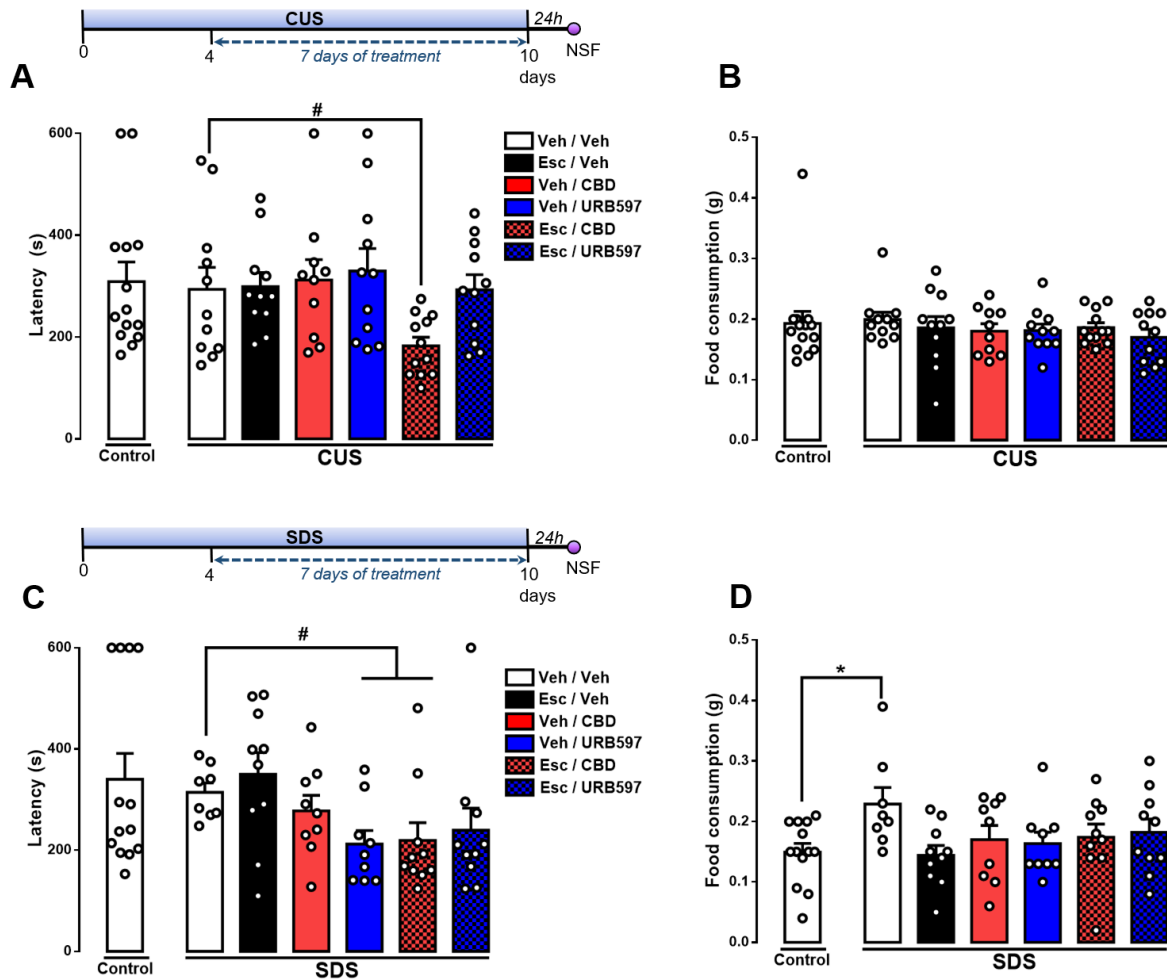 CUS
24h
0
4
7 days of treatment
10
NSF
days
A
#
600
400
200
0
Latency (s)
Control
CUS
Veh / Veh
Esc / Veh
Veh / CBD
Veh / URB597
Esc / CBD
Esc / URB597
B
0.5
0.4
0.3
0.2
0.1
0.0
Food consumption (g)
Control
CUS
SDS
24h
0
4
7 days of treatment
10
NSF
days
C
#
600
400
200
0
Latency (s)
Control
SDS
Veh / Veh
Esc / Veh
Veh / CBD
Veh / URB597
Esc / CBD
Esc / URB597
D
*
0.5
0.4
0.3
0.2
0.1
0.0
Food consumption (g)
Control
SDS